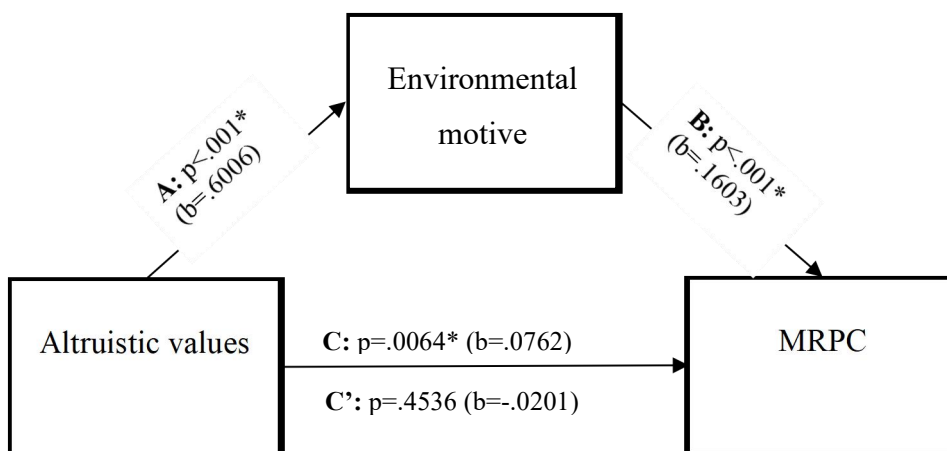 Environmental
motive
A: p<.001*
(b=.6006)
B: p<.001*
(b=.1603)
Altruistic values
C: p=.0064* (b=.0762)
C’: p=.4536 (b=-.0201)
MRPC